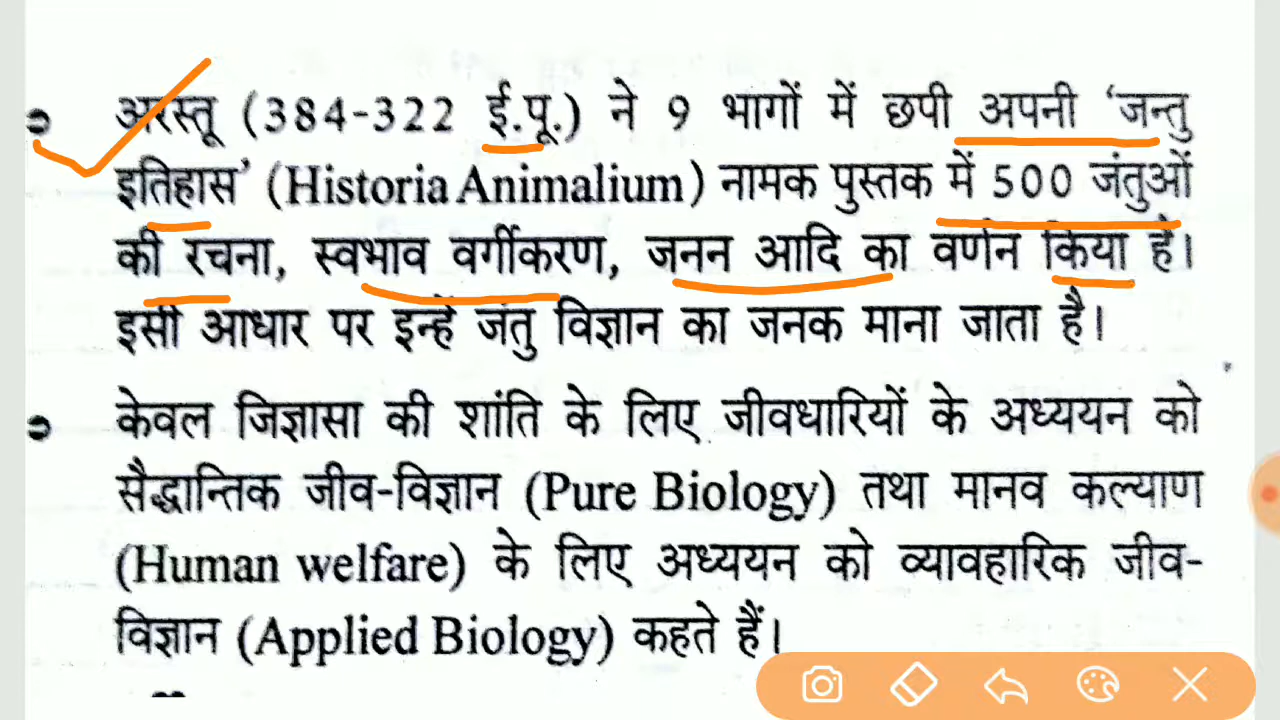 अरस्तू (384-322 ई.पू.) ने 9 भागों में छपी अपनी ‘जन्तु
इतिहास’ (Historia Animalium) नामक पुस्तक में 500 जंतुओं
की रचना, स्वभाव वर्गीकरण, जनन आदि का वर्णन किया है।
इसी आधार पर इन्हें जंतु विज्ञान का जनक माना जाता है।
केवल जिज्ञासा की शांति के लिए जीवधारियों के अध्ययन को
सैद्धान्तिक जीव-विज्ञान (Pure Biology) तथा मानव कल्याण
(Human welfare) के लिए अध्ययन को व्यावहारिक जीव-
विज्ञान (Applied Biology) कहते हैं।